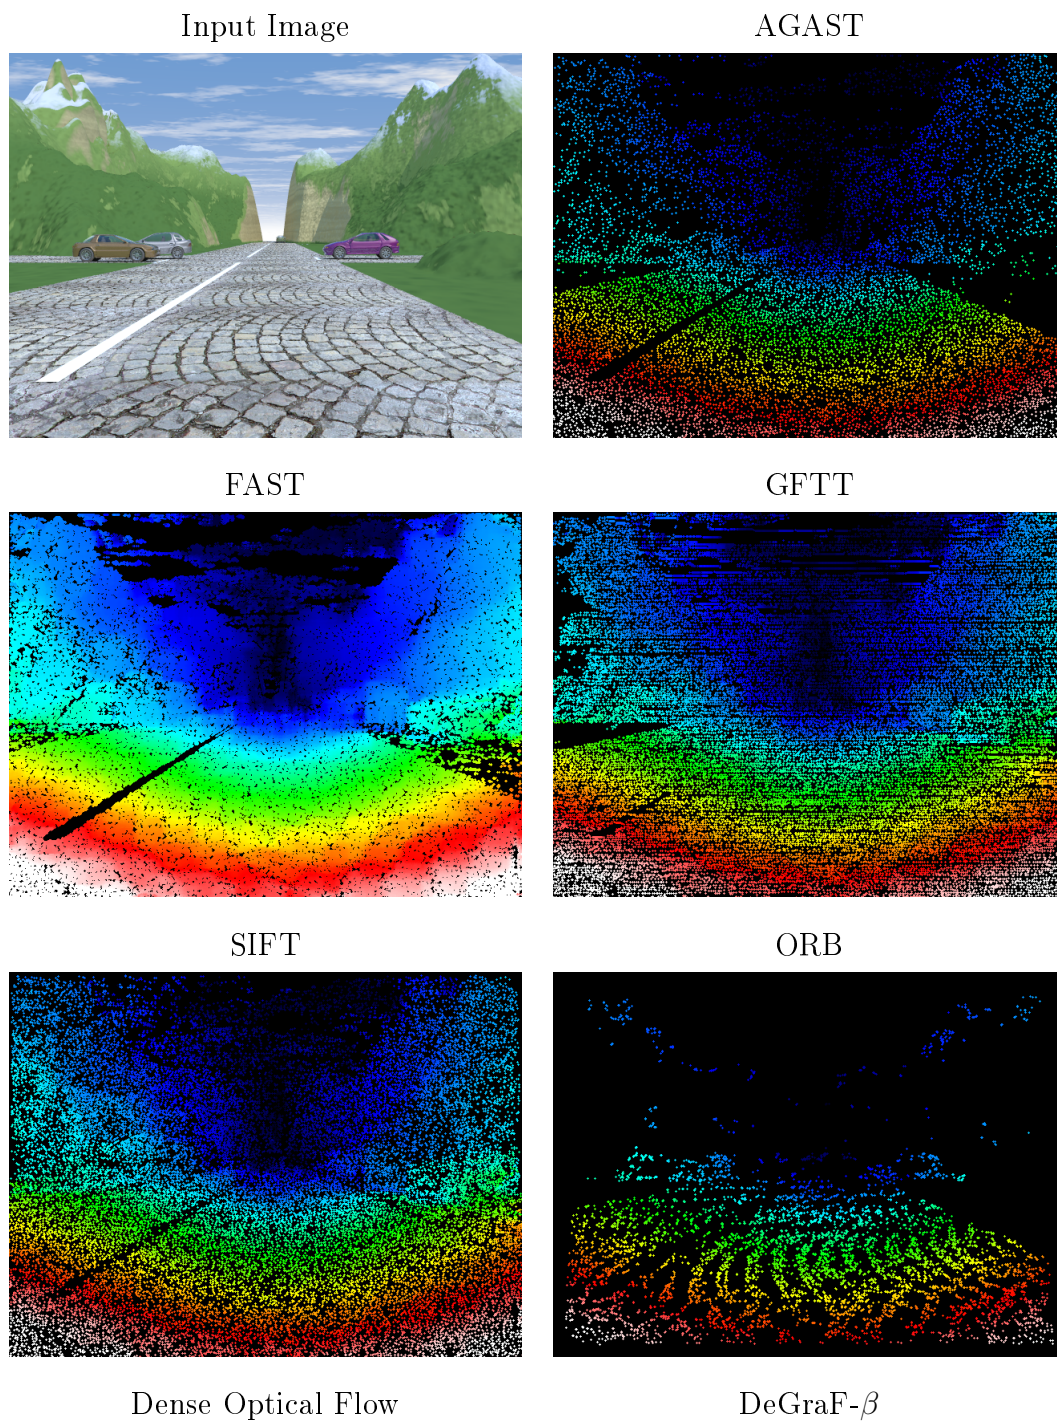 Input Image
AGAST
FAST
GFTT
SIFT
ORB
Dense Optical Flow
DeGraF-β